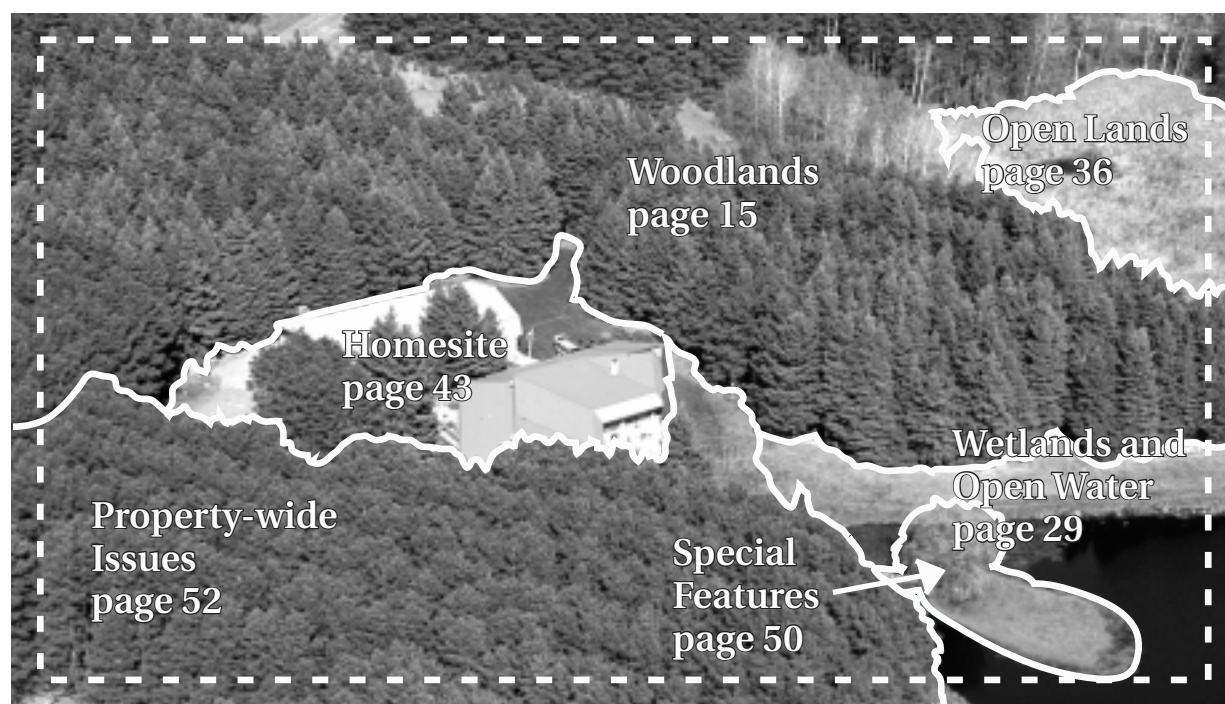 Open Lands
page 36
Woodlands
page 15
Homesite
page 43
Wetlands and
Open Water
page 29
Property-wide
Issues
page 52
Special
Features
page 50